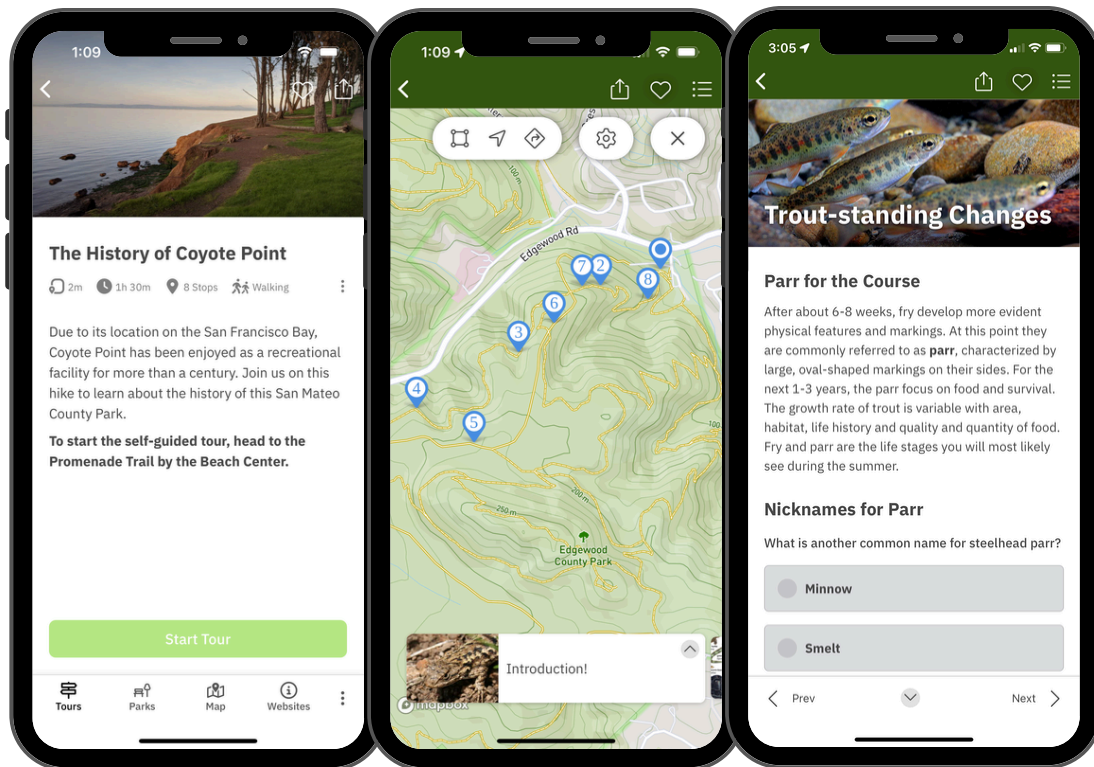 1:09
The History of Coyote Point
2m
1h 30m
8 Stops
Walking
Due to its location on the San Francisco Bay,
Coyote Point has been enjoyed as a recreational
facility for more than a century. Join us on this
hike to learn about the history of this San Mateo
County Park.
To start the self-guided tour, head to the
Promenade Trail by the Beach Center.
Start Tour
Tours
Parks
Map
Websites
1:09
100 m
Edgewood Rd
7
2
8
6
3
4
5
100
200 m
250 m
Edgewood
County Park
Introduction!
mapbox
3:05
Trout-standing Changes
Parr for the Course
After about 6-8 weeks, fry develop more evident
physical features and markings. At this point they
are commonly referred to as parr, characterized by
large, oval-shaped markings on their sides. For the
next 1-3 years, the parr focus on food and survival.
The growth rate of trout is variable with area,
habitat, life history and quality and quantity of food.
Fry and parr are the life stages you will most likely
see during the summer.
Nicknames for Parr
What is another common name for steelhead parr?
Minnow
Smelt
Prev
Next